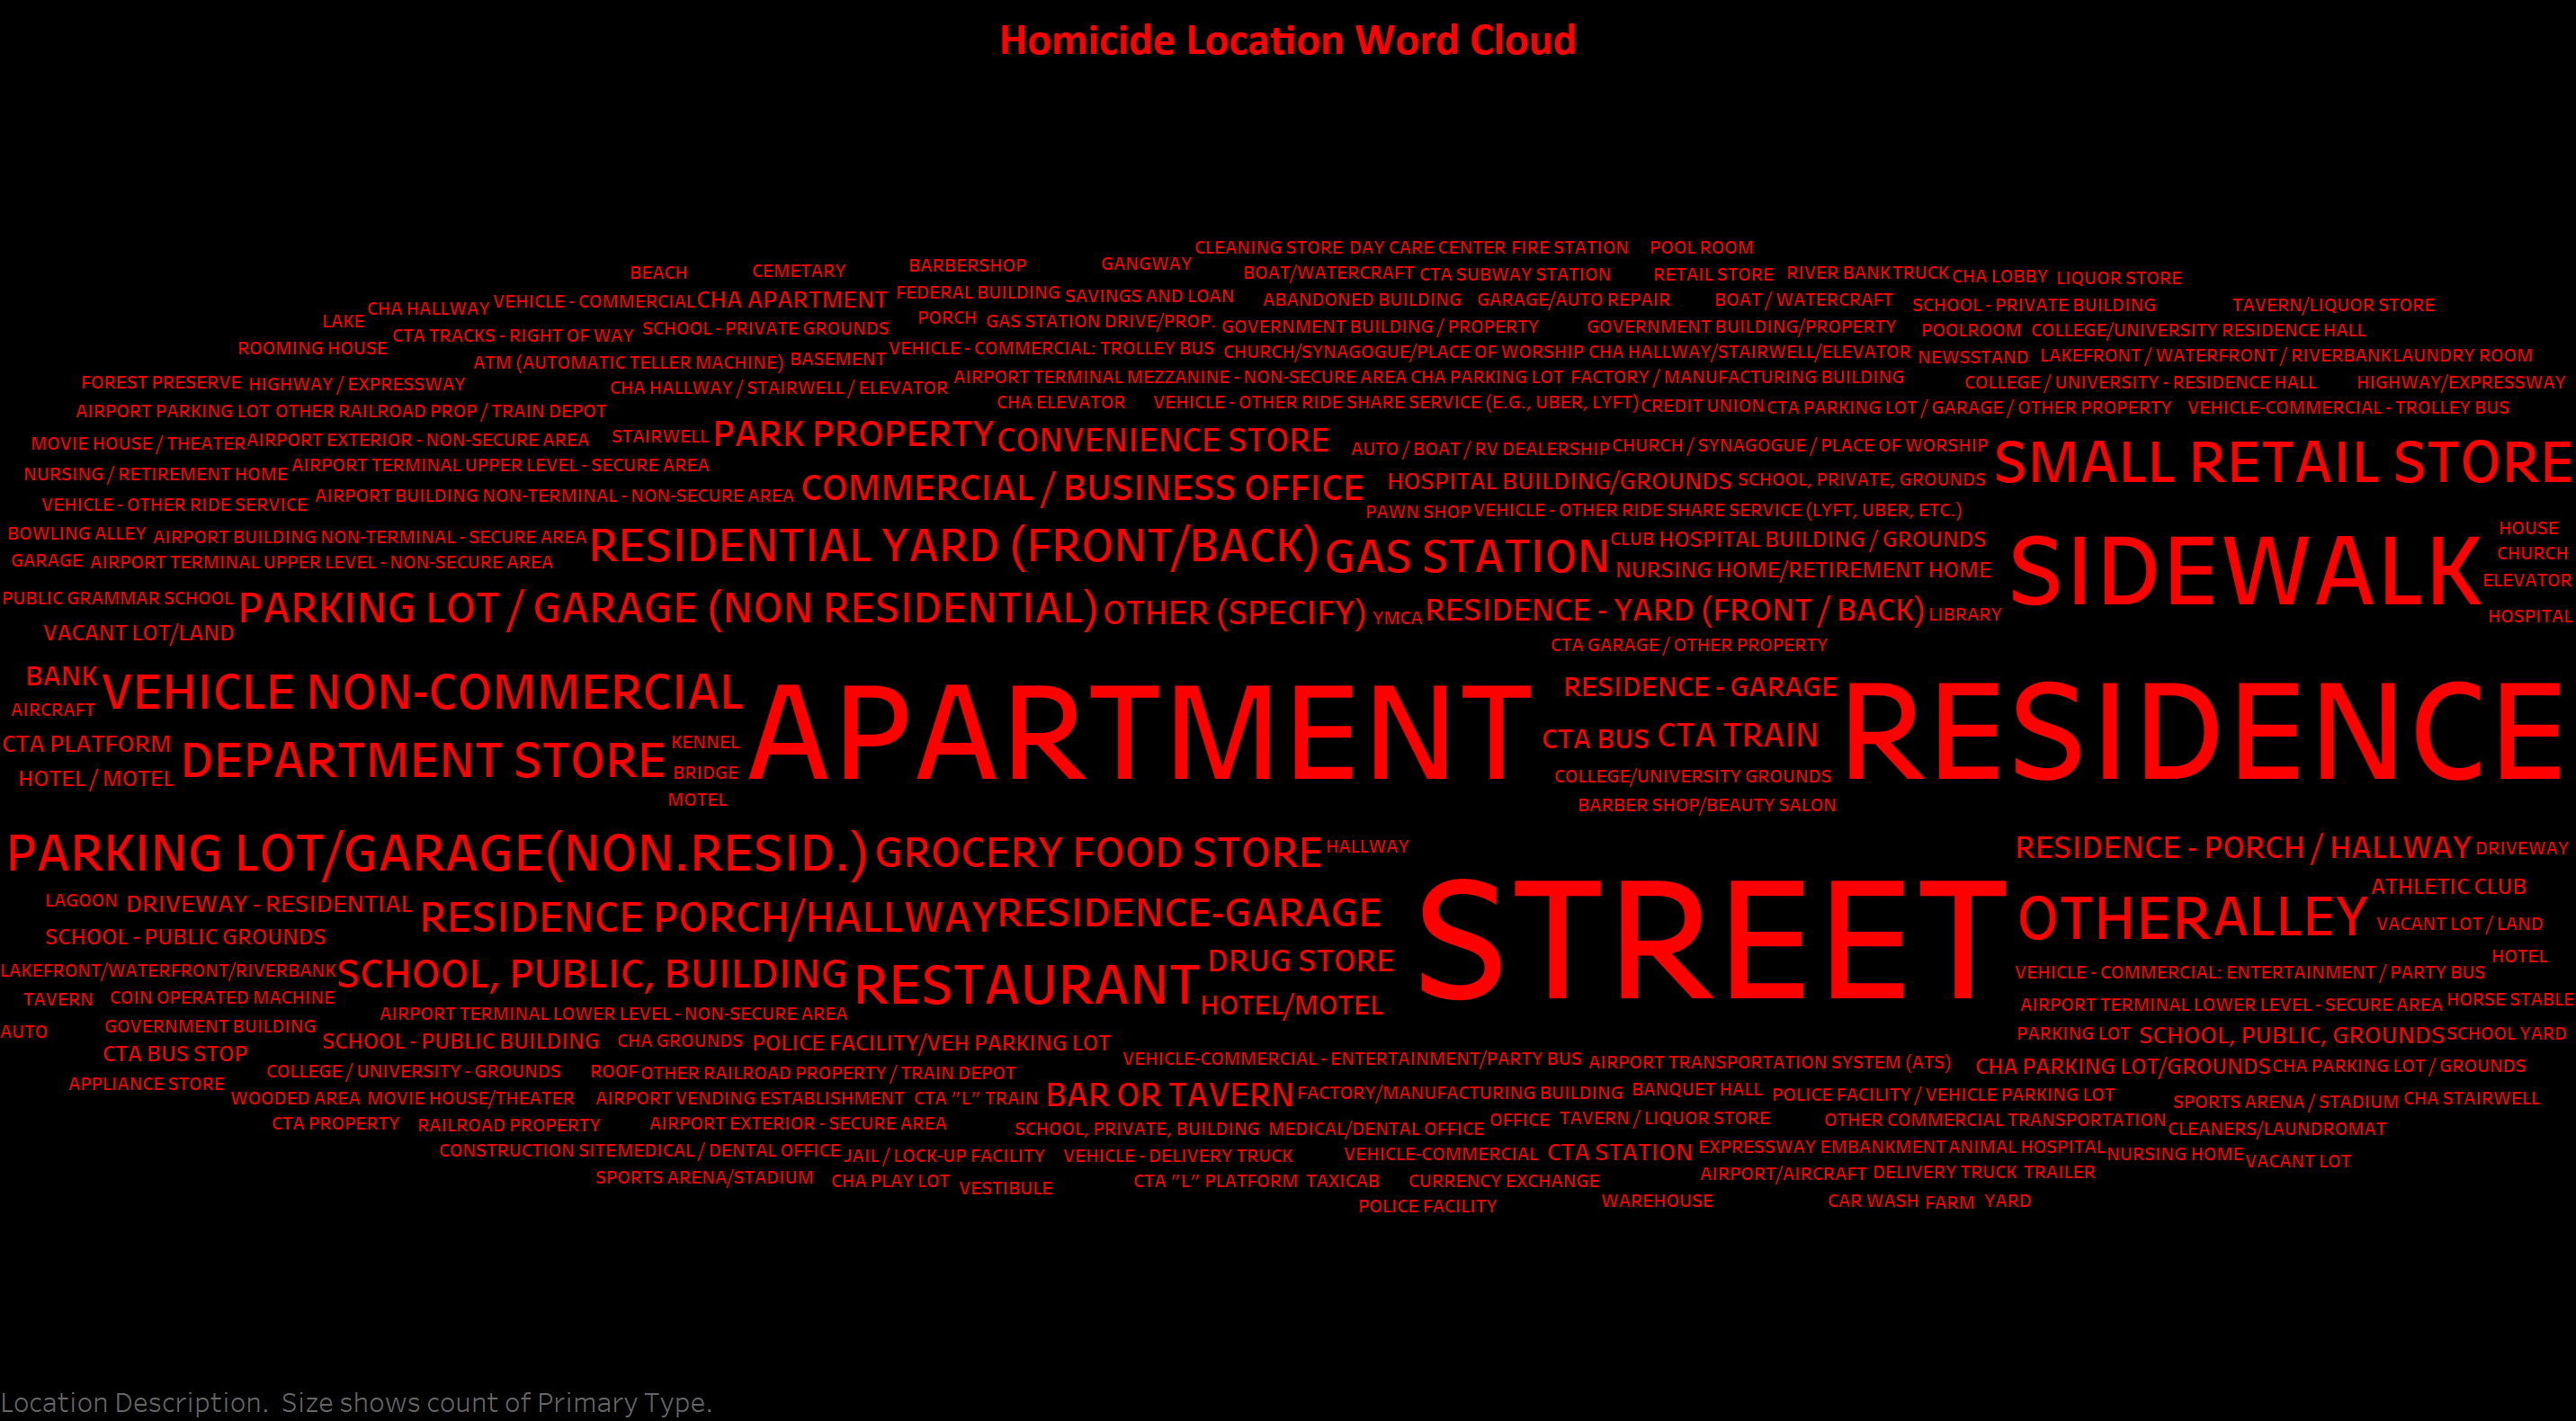 Homicide Location Word Cloud
CLEANING STORE DAY CARE CENTER FIRE STATION POOL ROOM
BEACH CEMETARY BARBERSHOP GANGWAY BOAT/WATERCRAFT CTA SUBWAY STATION RETAIL STORE RIVER BANK TRUCK CHA LOBBY LIQUOR STORE
LAKE CHA HALLWAY VEHICLE - COMMERCIAL CHA APARTMENT FEDERAL BUILDING SAVINGS AND LOAN ABANDONED BUILDING GARAGE/AUTO REPAIR BOAT / WATERCRAFT SCHOOL - PRIVATE BUILDING TAVERN/LIQUOR STORE
CTA TRACKS - RIGHT OF WAY SCHOOL - PRIVATE GROUNDS PORCH GAS STATION DRIVE/PROP. GOVERNMENT BUILDING / PROPERTY GOVERNMENT BUILDING/PROPERTY POOLROOM COLLEGE/UNIVERSITY RESIDENCE HALL
ROOMING HOUSE ATM (AUTOMATIC TELLER MACHINE) BASEMENT VEHICLE - COMMERCIAL: TROLLEY BUS CHURCH/SYNAGOGUE/PLACE OF WORSHIP CHA HALLWAY/STAIRWELL/ELEVATOR NEWSSTAND LAKEFRONT / WATERFRONT / RIVERBANK LAUNDRY ROOM
FOREST PRESERVE HIGHWAY / EXPRESSWAY CHA HALLWAY / STAIRWELL / ELEVATOR AIRPORT TERMINAL MEZZANINE - NON-SECURE AREA CHA PARKING LOT FACTORY / MANUFACTURING BUILDING COLLEGE / UNIVERSITY - RESIDENCE HALL HIGHWAY/EXPRESSWAY
AIRPORT PARKING LOT OTHER RAILROAD PROP / TRAIN DEPOT CHA ELEVATOR VEHICLE - OTHER RIDE SHARE SERVICE (E.G., UBER, LYFT) CREDIT UNION CTA PARKING LOT / GARAGE / OTHER PROPERTY VEHICLE-COMMERCIAL - TROLLEY BUS
MOVIE HOUSE / THEATER AIRPORT EXTERIOR - NON-SECURE AREA STAIRWELL PARK PROPERTY CONVENIENCE STORE AUTO / BOAT / RV DEALERSHIP CHURCH / SYNAGOGUE / PLACE OF WORSHIP SMALL RETAIL STORE
NURSING / RETIREMENT HOME AIRPORT TERMINAL UPPER LEVEL - SECURE AREA COMMERCIAL / BUSINESS OFFICE HOSPITAL BUILDING/GROUNDS SCHOOL, PRIVATE, GROUNDS
VEHICLE - OTHER RIDE SERVICE AIRPORT BUILDING NON-TERMINAL - NON-SECURE AREA PAWN SHOP VEHICLE - OTHER RIDE SHARE SERVICE (LYFT, UBER, ETC.)
BOWLING ALLEY AIRPORT BUILDING NON-TERMINAL - SECURE AREA RESIDENTIAL YARD (FRONT/BACK) GAS STATION CLUB HOSPITAL BUILDING / GROUNDS SIDEWALK HOUSE
CHURCH
GARAGE AIRPORT TERMINAL UPPER LEVEL - NON-SECURE AREA NURSING HOME/RETIREMENT HOME ELEVATOR
PUBLIC GRAMMAR SCHOOL PARKING LOT / GARAGE (NON RESIDENTIAL) OTHER (SPECIFY) YMCA RESIDENCE - YARD (FRONT / BACK) LIBRARY HOSPITAL
VACANT LOT/LAND CTA GARAGE / OTHER PROPERTY
BANK VEHICLE NON-COMMERCIAL APARTMENT RESIDENCE - GARAGE RESIDENCE
AIRCRAFT
CTA PLATFORM DEPARTMENT STORE KENNEL CTA BUS CTA TRAIN
HOTEL / MOTEL BRIDGE COLLEGE/UNIVERSITY GROUNDS
MOTEL BARBER SHOP/BEAUTY SALON
PARKING LOT/GARAGE(NON.RESID.) GROCERY FOOD STORE HALLWAY RESIDENCE - PORCH / HALLWAY DRIVEWAY
LAGOON DRIVEWAY - RESIDENTIAL RESIDENCE PORCH/HALLWAY RESIDENCE-GARAGE STREET OTHER ALLEY ATHLETIC CLUB
SCHOOL - PUBLIC GROUNDS VACANT LOT / LAND
DRUG STORE HOTEL
LAKEFRONT/WATERFRONT/RIVERBANK SCHOOL, PUBLIC, BUILDING RESTAURANT VEHICLE - COMMERCIAL: ENTERTAINMENT / PARTY BUS
TAVERN COIN OPERATED MACHINE HOTEL/MOTEL AIRPORT TERMINAL LOWER LEVEL - SECURE AREA HORSE STABLE
AIRPORT TERMINAL LOWER LEVEL - NON-SECURE AREA
AUTO GOVERNMENT BUILDING SCHOOL - PUBLIC BUILDING CHA GROUNDS POLICE FACILITY/VEH PARKING LOT PARKING LOT SCHOOL, PUBLIC, GROUNDS SCHOOL YARD
CTA BUS STOP VEHICLE-COMMERCIAL - ENTERTAINMENT/PARTY BUS AIRPORT TRANSPORTATION SYSTEM (ATS) CHA PARKING LOT/GROUNDS CHA PARKING LOT / GROUNDS
APPLIANCE STORE COLLEGE / UNIVERSITY - GROUNDS ROOF OTHER RAILROAD PROPERTY / TRAIN DEPOT
WOODED AREA MOVIE HOUSE/THEATER AIRPORT VENDING ESTABLISHMENT CTA "L" TRAIN BAR OR TAVERN FACTORY/MANUFACTURING BUILDING BANQUET HALL POLICE FACILITY / VEHICLE PARKING LOT SPORTS ARENA / STADIUM CHA STAIRWELL
CTA PROPERTY RAILROAD PROPERTY AIRPORT EXTERIOR - SECURE AREA SCHOOL, PRIVATE, BUILDING MEDICAL/DENTAL OFFICE OFFICE TAVERN / LIQUOR STORE OTHER COMMERCIAL TRANSPORTATION CLEANERS/LAUNDROMAT
CONSTRUCTION SITE MEDICAL / DENTAL OFFICE JAIL / LOCK-UP FACILITY VEHICLE - DELIVERY TRUCK VEHICLE-COMMERCIAL CTA STATION EXPRESSWAY EMBANKMENT ANIMAL HOSPITAL NURSING HOME VACANT LOT
SPORTS ARENA/STADIUM CHA PLAY LOT VESTIBULE CTA "L" PLATFORM TAXICAB CURRENCY EXCHANGE AIRPORT/AIRCRAFT DELIVERY TRUCK TRAILER
POLICE FACILITY WAREHOUSE CAR WASH FARM YARD
Location Description. Size shows count of Primary Type.